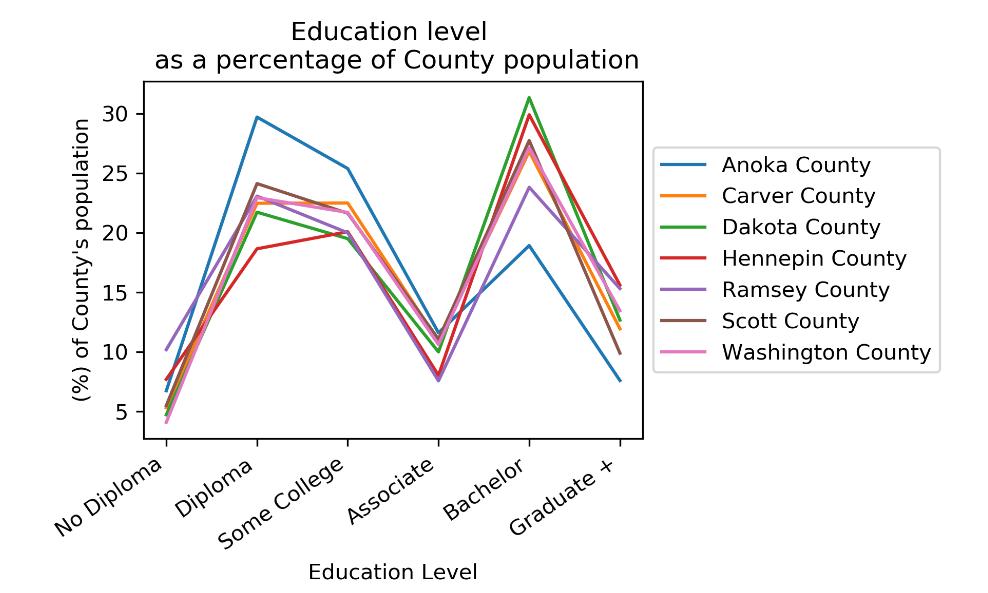 Education level
as a percentage of County population
(%) of County's population
30
25
20
15
10
5
No Diploma
Diploma
Some College
Associate
Bachelor
Graduate +
Education Level
Anoka County
Carver County
Dakota County
Hennepin County
Ramsey County
Scott County
Washington County